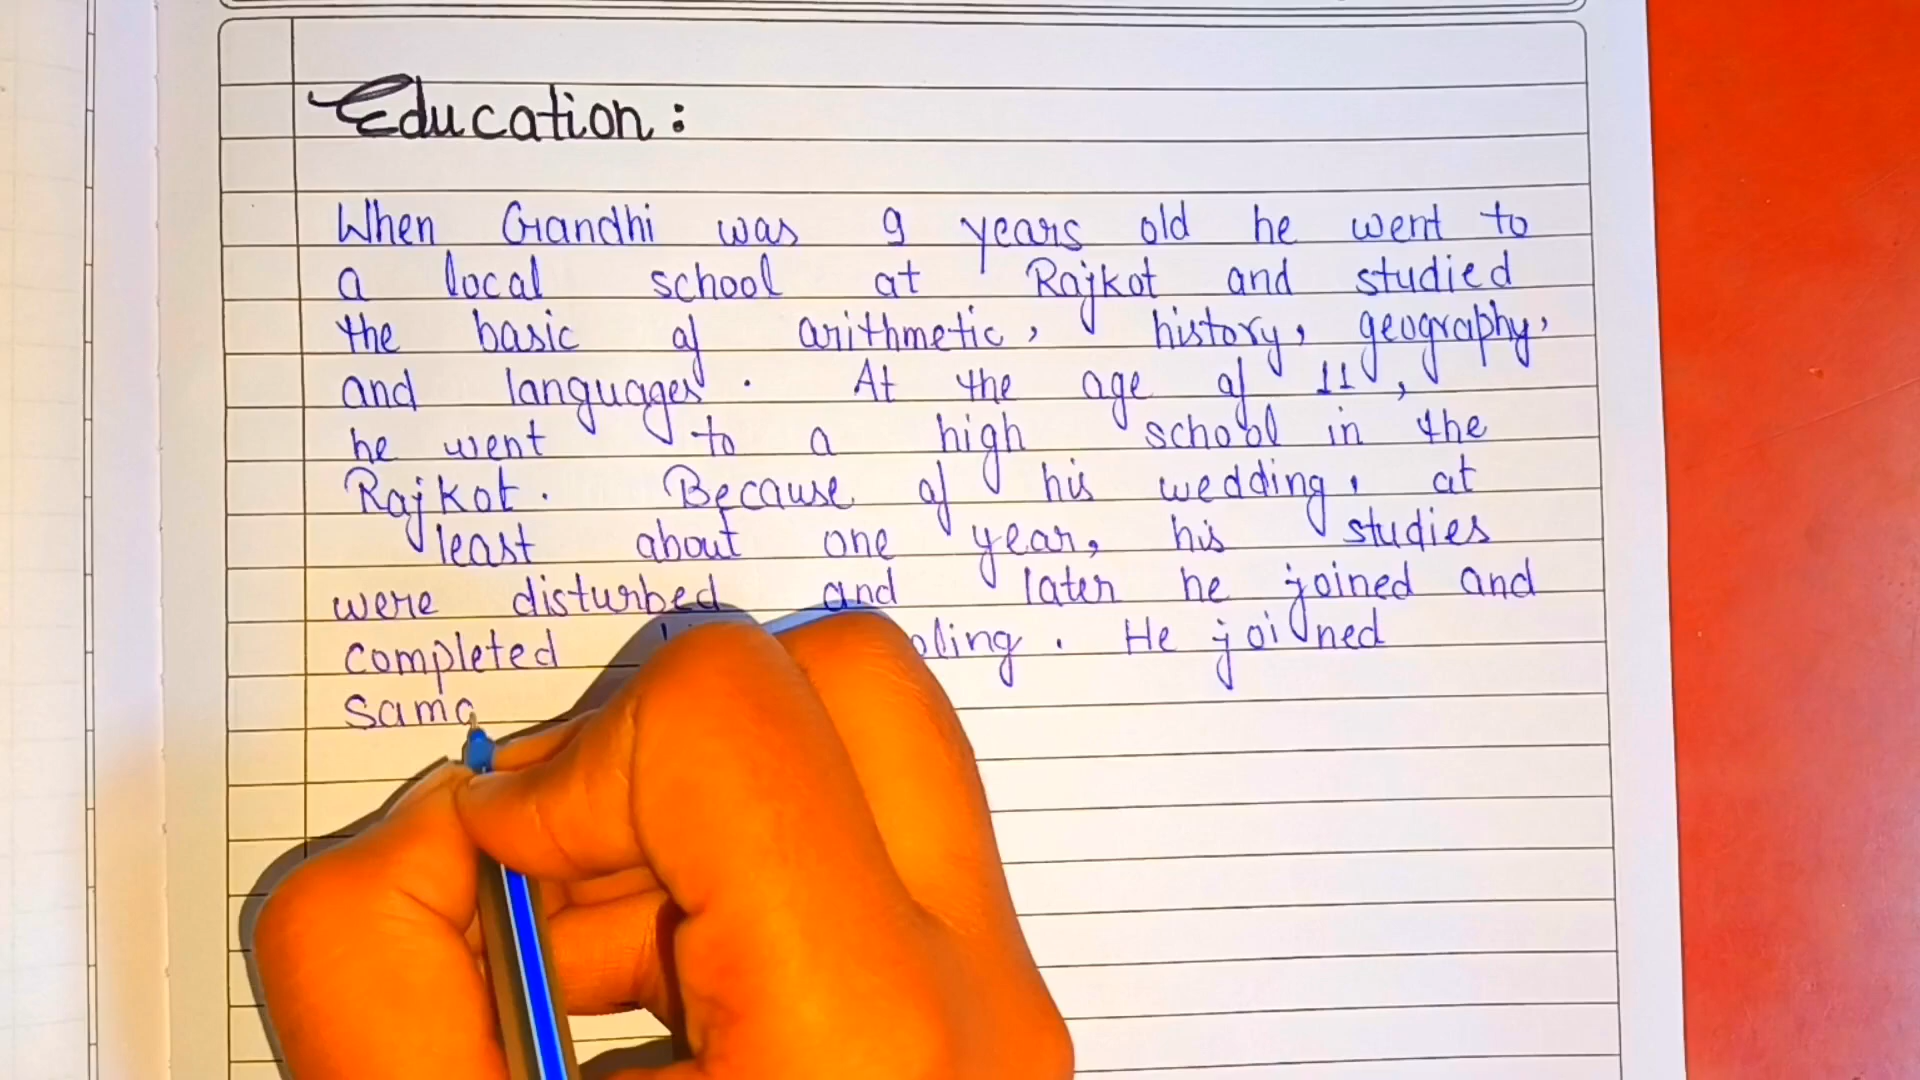 Education:
When Gandhi was 9 years old he went to
a local school at Rajkot and studied
the basic of arithmetic, history, geography,
and languages. At the age of 11,
he went to a high school in the
Rajkot. Because of his wedding, at
least about one year, his studies
were disturbed and later he joined and
completed . He joined